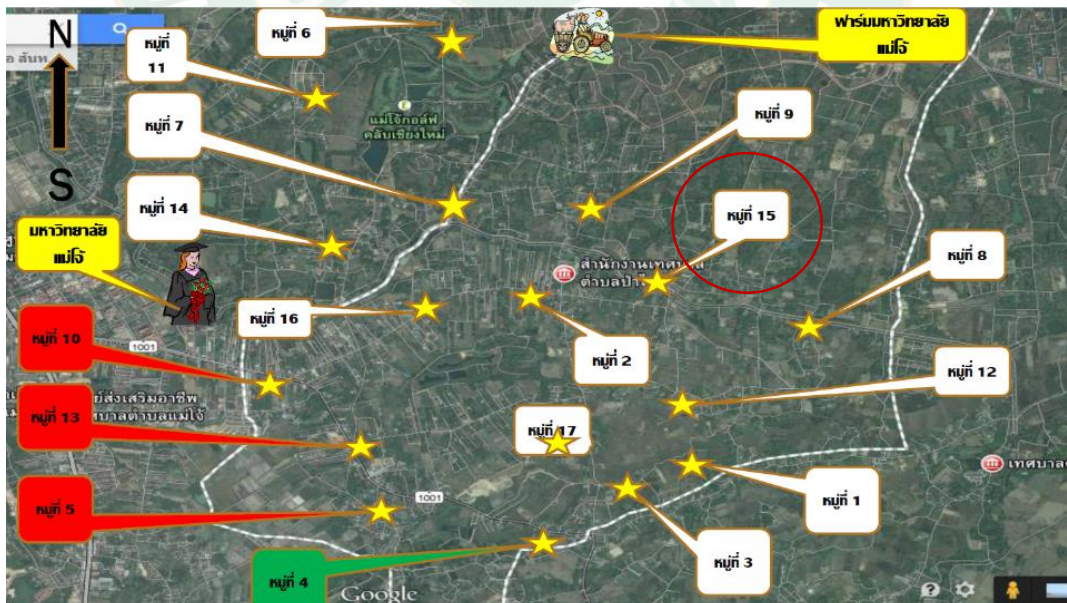 N
S
หมู่ที่ 6
ฟาร์มมหาวิทยาลัย
แม่โจ้
หมู่ที่
11
แม่โจ้กอล์ฟ
คลับเชียงใหม่
หมู่ที่ 7
หมู่ที่ 9
หมู่ที่ 14
หมู่ที่ 15
มหาวิทยาลัย
แม่โจ้
หมู่ที่ 8
สำนักงานเทศบาล
หมู่ที่ 16
หมู่ที่ 2
หมู่ที่ 10
1001
หมู่ที่ 12
ย์ส่งเสริมอาชีพ
ศบาลตำบลแม่โจ้
หมู่ที่ 13
หมู่ที่ 17
เทศบาลต
หมู่ที่ 5
1001
หมู่ที่ 1
หมู่ที่ 3
หมู่ที่ 4
Google